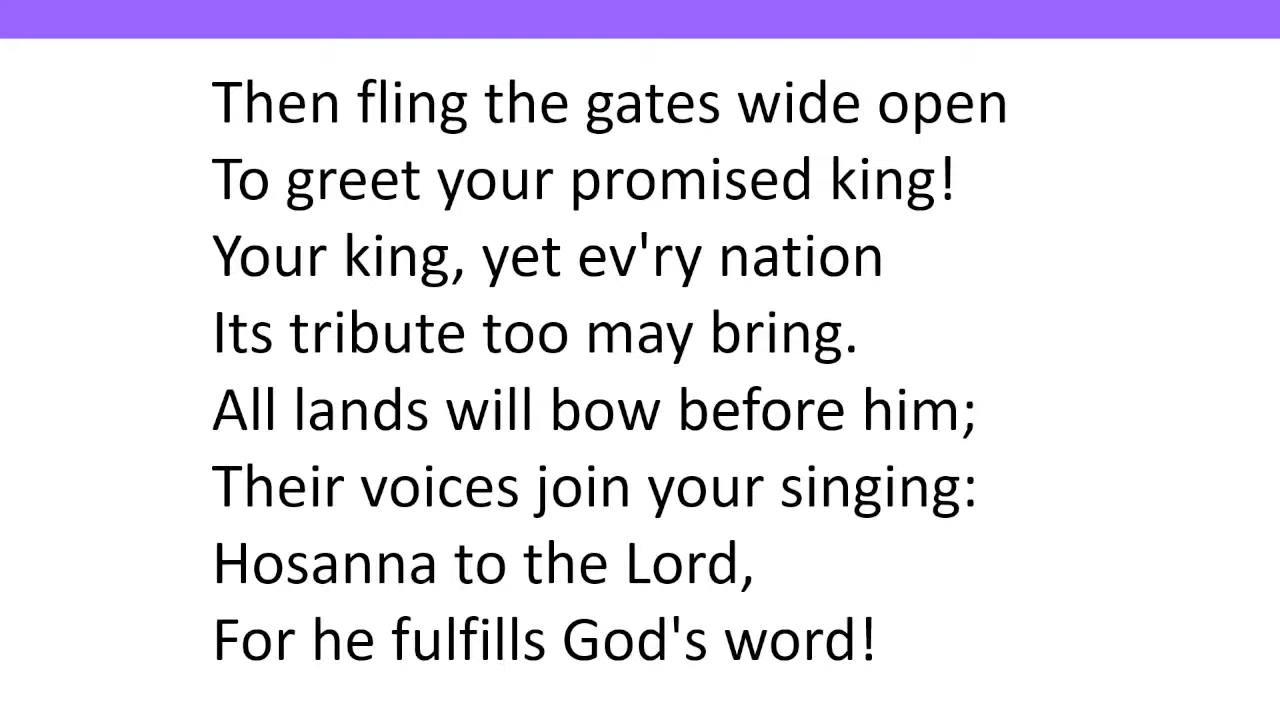 Then fling the gates wide open
To greet your promised king!
Your king, yet ev'ry nation
Its tribute too may bring.
All lands will bow before him;
Their voices join your singing:
Hosanna to the Lord,
For he fulfills God's word!